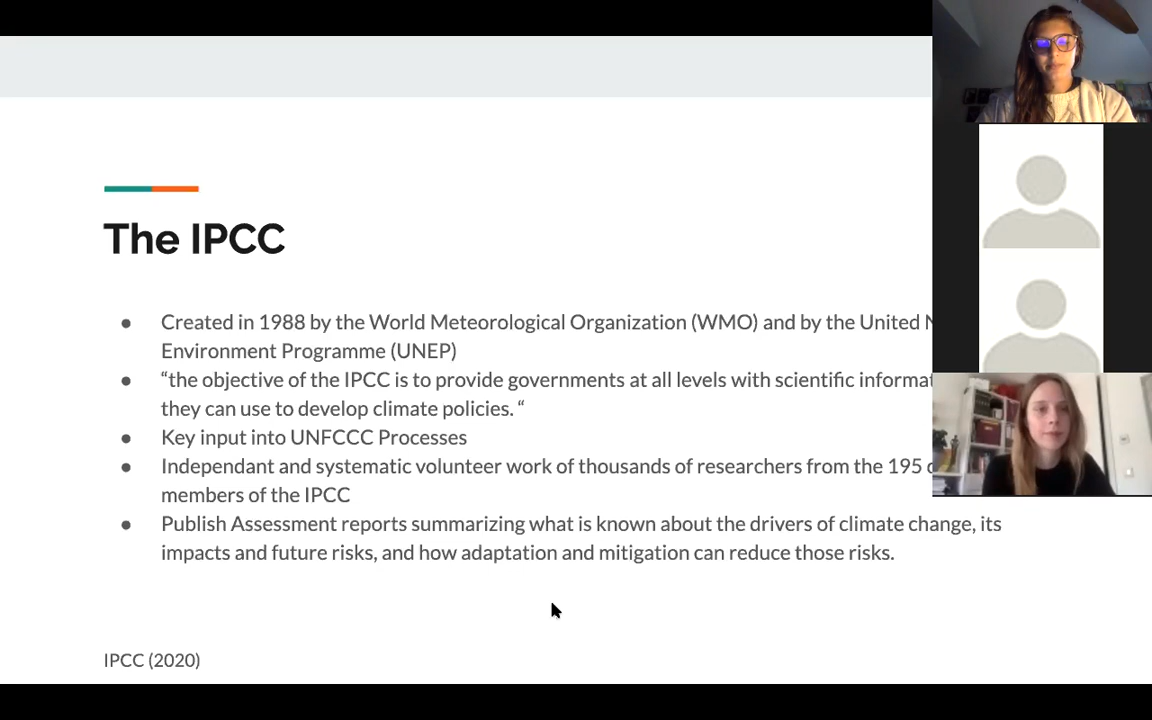 The IPCC
● Created in 1988 by the World Meteorological Organization (WMO) and by the United
Environment Programme (UNEP)
● “the objective of the IPCC is to provide governments at all levels with scientific
they can use to develop climate policies. “
● Key input into UNFCCC Processes
● Independant and systematic volunteer work of thousands of researchers from the 195
members of the IPCC
● Publish Assessment reports summarizing what is known about the drivers of climate change, its
impacts and future risks, and how adaptation and mitigation can reduce those risks.
IPCC (2020)